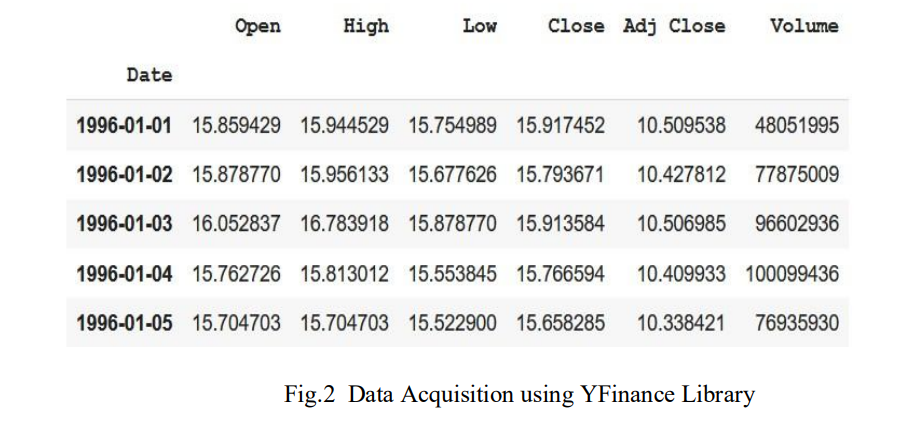 Open High Low Close Adj Close Volume
Date
1996-01-01 15.859429 15.944529 15.754989 15.917452 10.509538 48051995
1996-01-02 15.878770 15.956133 15.677626 15.793671 10.427812 77875009
1996-01-03 16.052837 16.783918 15.878770 15.913584 10.506985 96602936
1996-01-04 15.762726 15.813012 15.553845 15.766594 10.409933 100099436
1996-01-05 15.704703 15.704703 15.522900 15.658285 10.338421 76935930
Fig.2 Data Acquisition using YFinance Library